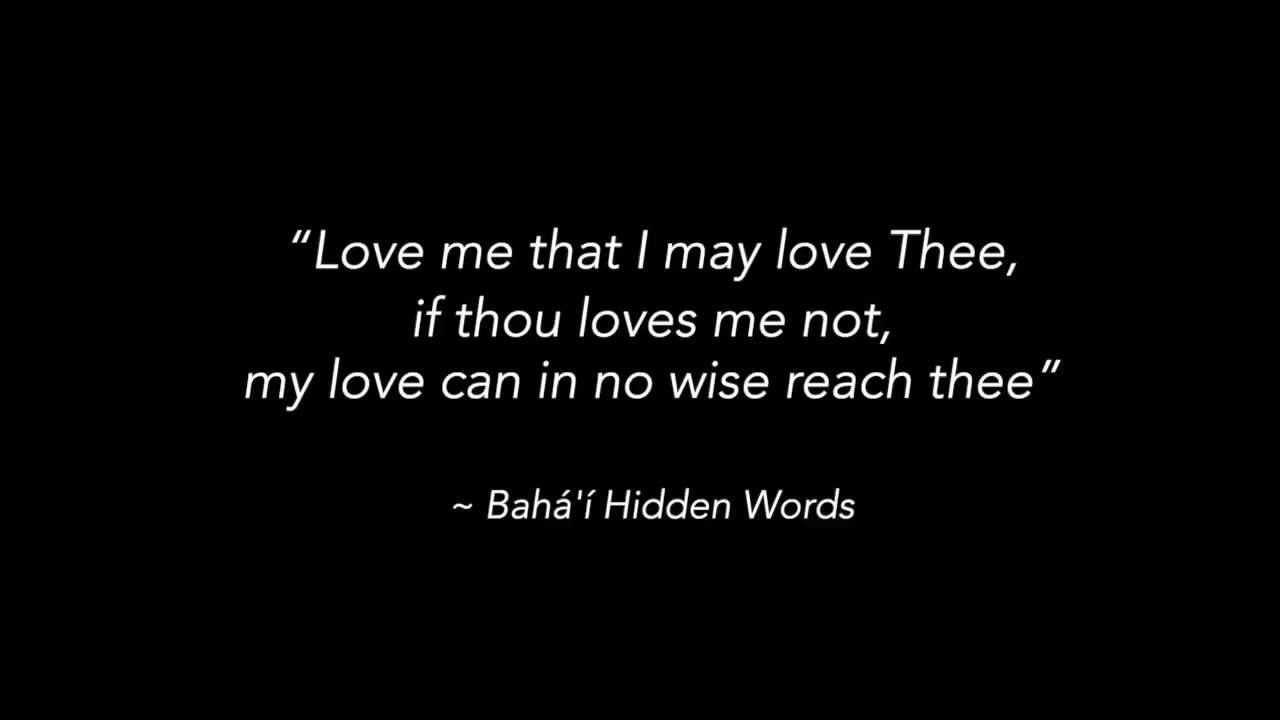 “Love me that I may love Thee,
if thou loves me not,
my love can in no wise reach thee”
~ Bahá'í Hidden Words